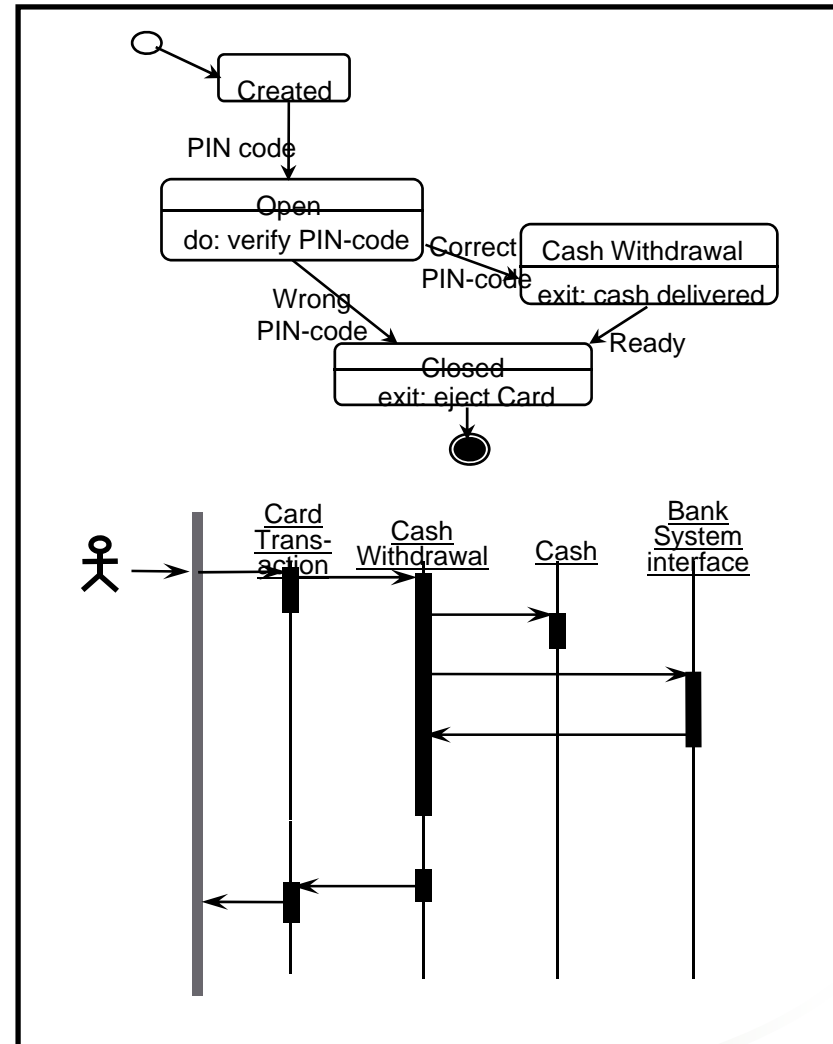 Created
PIN code
Open
do: verify PIN-code
Correct
PIN-code
Cash Withdrawal
exit: cash delivered
Wrong
PIN-code
Ready
Closed
exit: eject Card
Card
Trans-
action
Cash
Withdrawal
Cash
Bank
System
interface